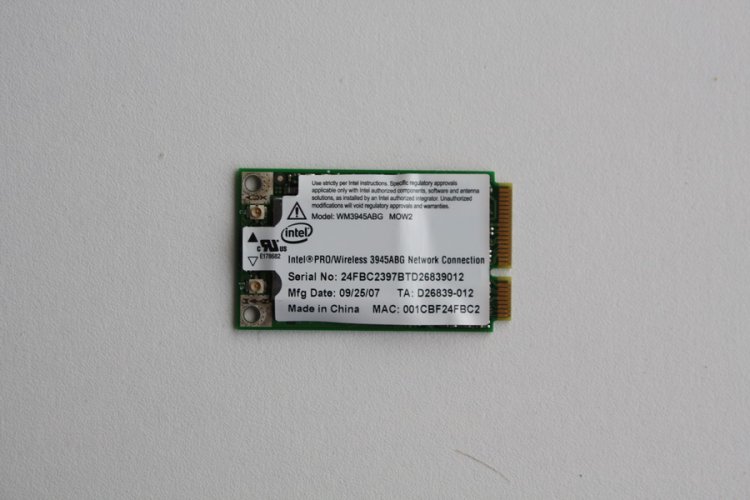 Use strictly per Intel instructions. Specific regulatory approvals
applicable only with Intel authorized components, software and antenna
solutions, as installed by an Intel authorized integrator. Unauthorized
modifications will void regulatory approvals and warranties.
Model: WM3945ABG MOW2
intel
C RU US
E178682
Intel®PRO/Wireless 3945ABG Network Connection
Serial No: 24FBC2397BTD26839012
Mfg Date: 09/25/07 TA: D26839-012
Made in China MAC: 001CBF24FBC2